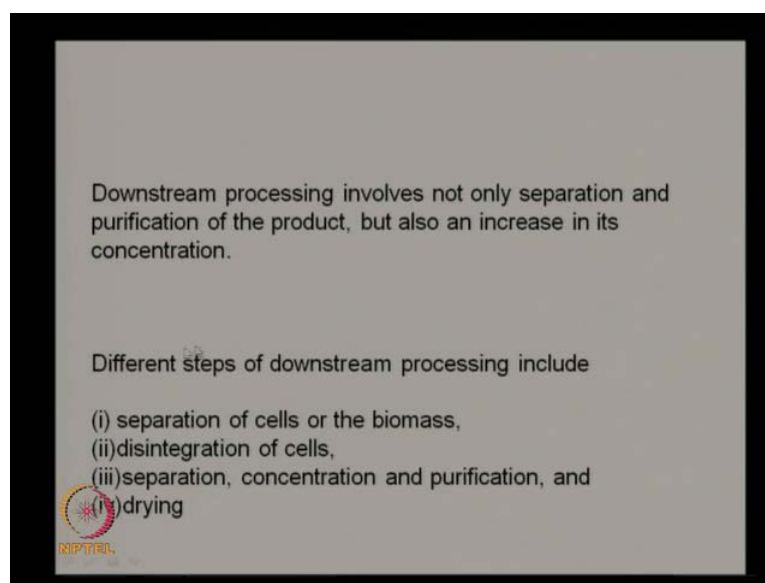 Downstream processing involves not only separation and
purification of the product, but also an increase in its
concentration.
Different steps of downstream processing include
(i) separation of cells or the biomass,
(ii)disintegration of cells,
(iii)separation, concentration and purification, and
(iv)drying
NPTEL